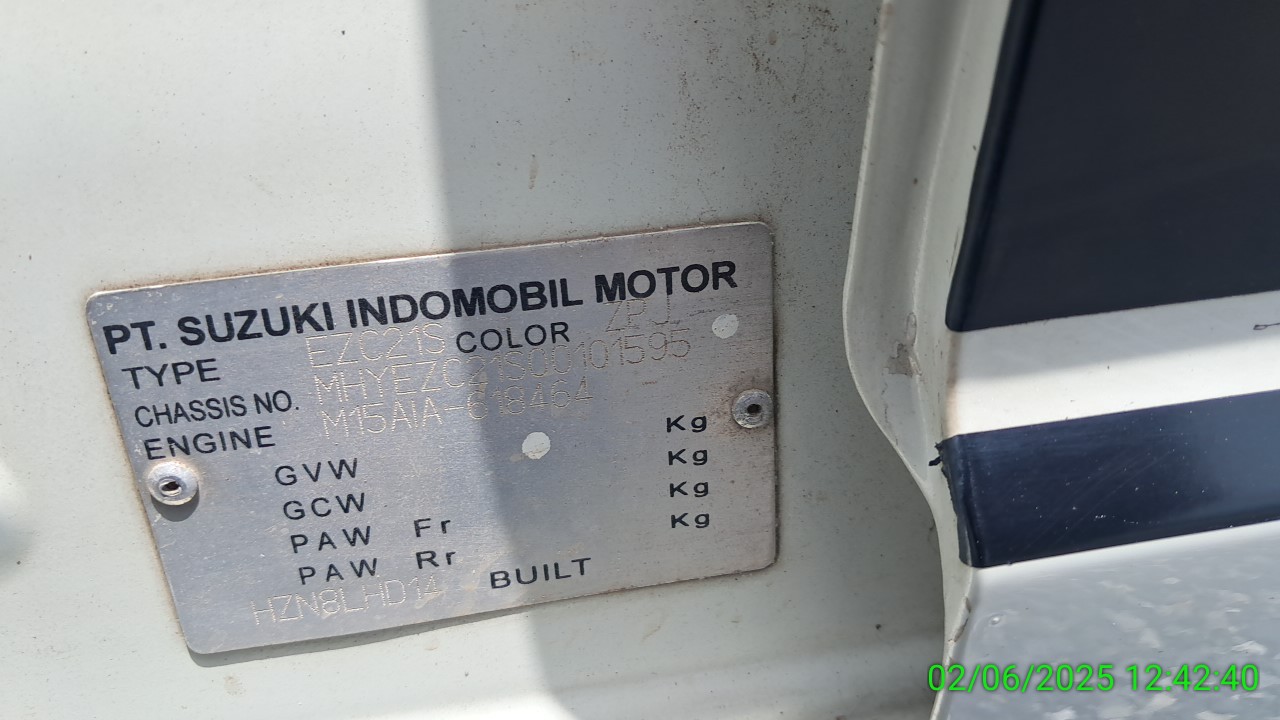 PT. SUZUKI INDOMOBIL MOTOR
TYPE EZC21S COLOR ZPJ
CHASSIS NO. MHYEZC21S00101595
ENGINE M15AIA-618464
GVW Kg
GCW Kg
PAW Fr Kg
PAW Rr Kg
HZN8LHD14 BUILT
02/06/2025 12:42:40